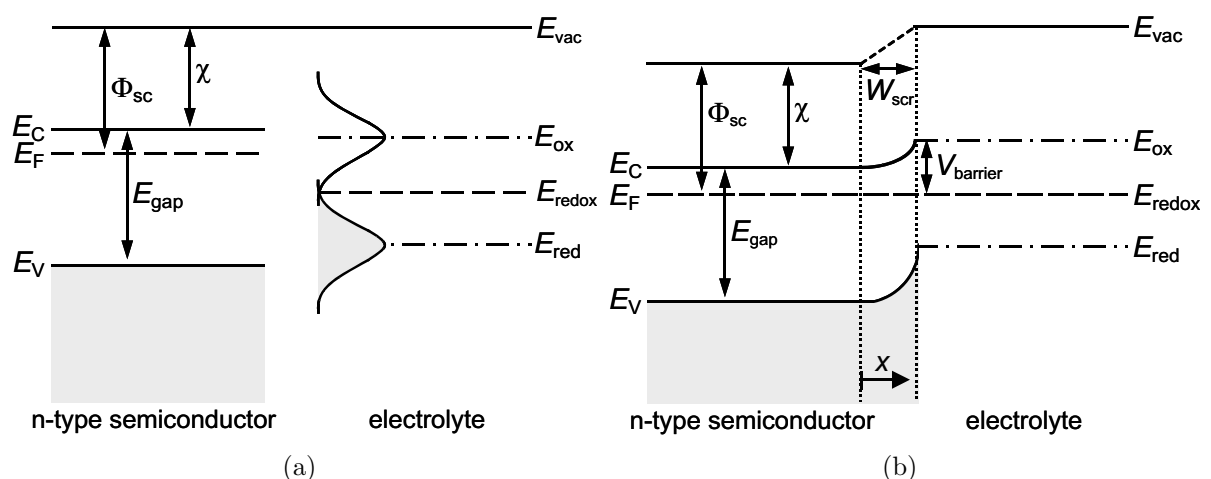 E_vac
Φ_sc
χ
E_C
E_F
E_gap
E_V
E_ox
E_redox
E_red
n-type semiconductor
electrolyte
(a)
E_vac
W_scr
Φ_sc
χ
E_C
E_F
E_gap
E_V
E_ox
V_barrier
E_redox
E_red
x
n-type semiconductor
electrolyte
(b)